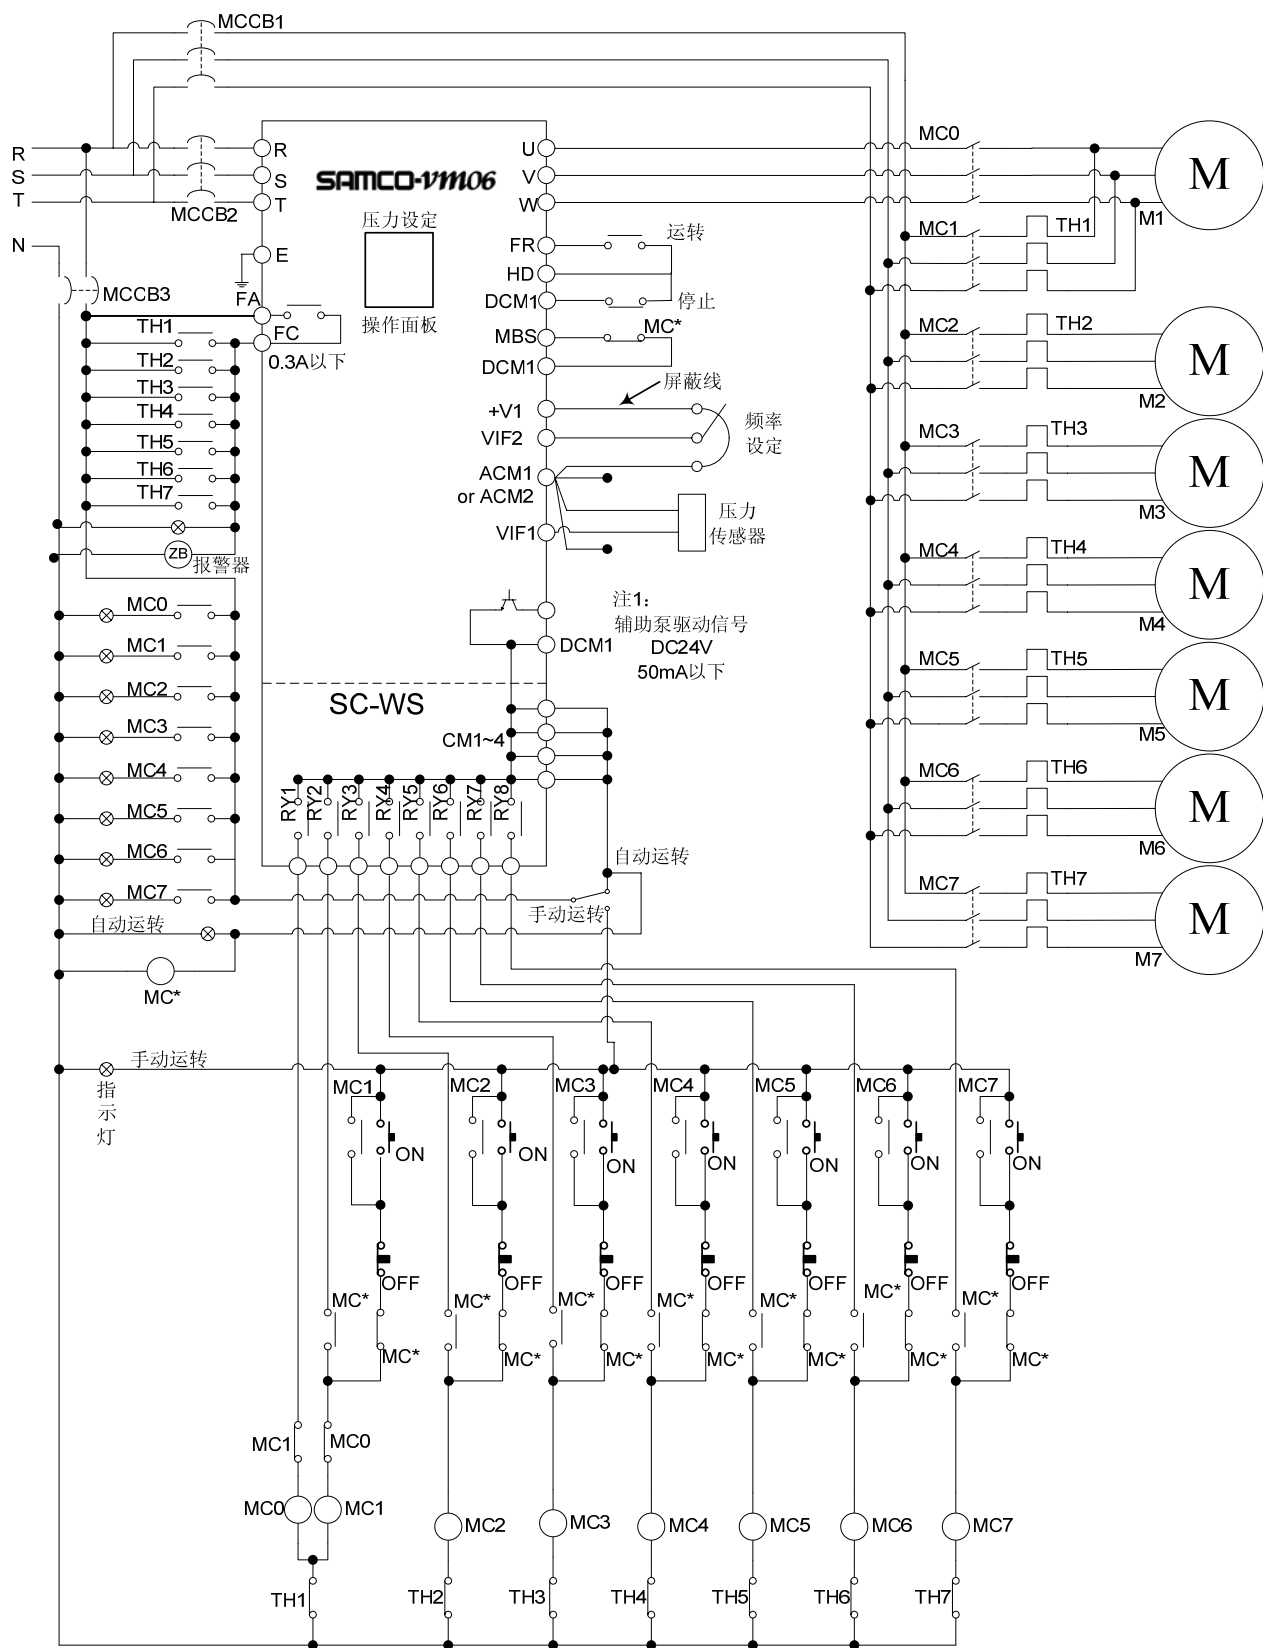 MCCB1
R
S
T
N
MCCB2
MCCB3
R
S
T
E
FA
FC
0.3A以下
SAMCO-vm06
压力设定
操作面板
U
V
W
FR
HD
DCM1
MBS
DCM1
+V1
VIF2
ACM1
or ACM2
VIF1
运转
停止
MC*
屏蔽线
频率
设定
压力
传感器
MC0
M
M1
MC1
TH1
MC2
TH2
M
M2
MC3
TH3
M
M3
MC4
TH4
M
M4
MC5
TH5
M
M5
MC6
TH6
M
M6
MC7
TH7
M
M7
TH1
TH2
TH3
TH4
TH5
TH6
TH7
ZB
报警器
MC0
MC1
MC2
MC3
MC4
MC5
MC6
MC7
自动运转
MC*
DCM1
注1：
辅助泵驱动信号
DC24V
50mA以下
SC-WS
CM1~4
RY1
RY2
RY3
RY4
RY5
RY6
RY7
RY8
自动运转
手动运转
手动运转
指
示
灯
MC1
MC2
MC3
MC4
MC5
MC6
MC7
ON
ON
ON
ON
ON
ON
ON
OFF
OFF
OFF
OFF
OFF
OFF
OFF
MC*
MC*
MC*
MC*
MC*
MC*
MC*
MC*
MC*
MC*
MC*
MC*
MC*
MC*
MC1
MC0
MC0
MC1
MC2
MC3
MC4
MC5
MC6
MC7
TH1
TH2
TH3
TH4
TH5
TH6
TH7